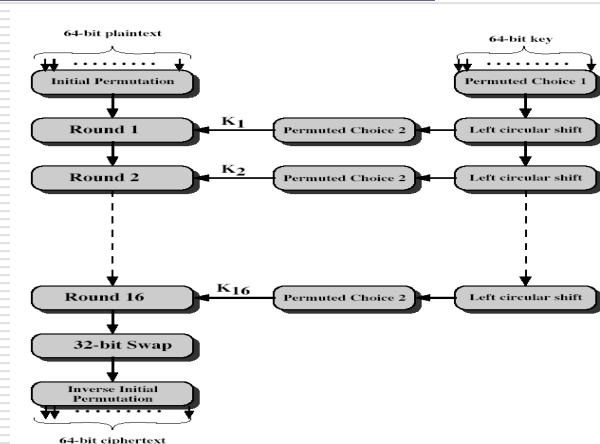 64-bit plaintext
64-bit key
Initial Permutation
Permuted Choice 1
Round 1
K1
Permuted Choice 2
Left circular shift
Round 2
K2
Permuted Choice 2
Left circular shift
Round 16
K16
Permuted Choice 2
Left circular shift
32-bit Swap
Inverse Initial
Permutation
64-bit ciphertext